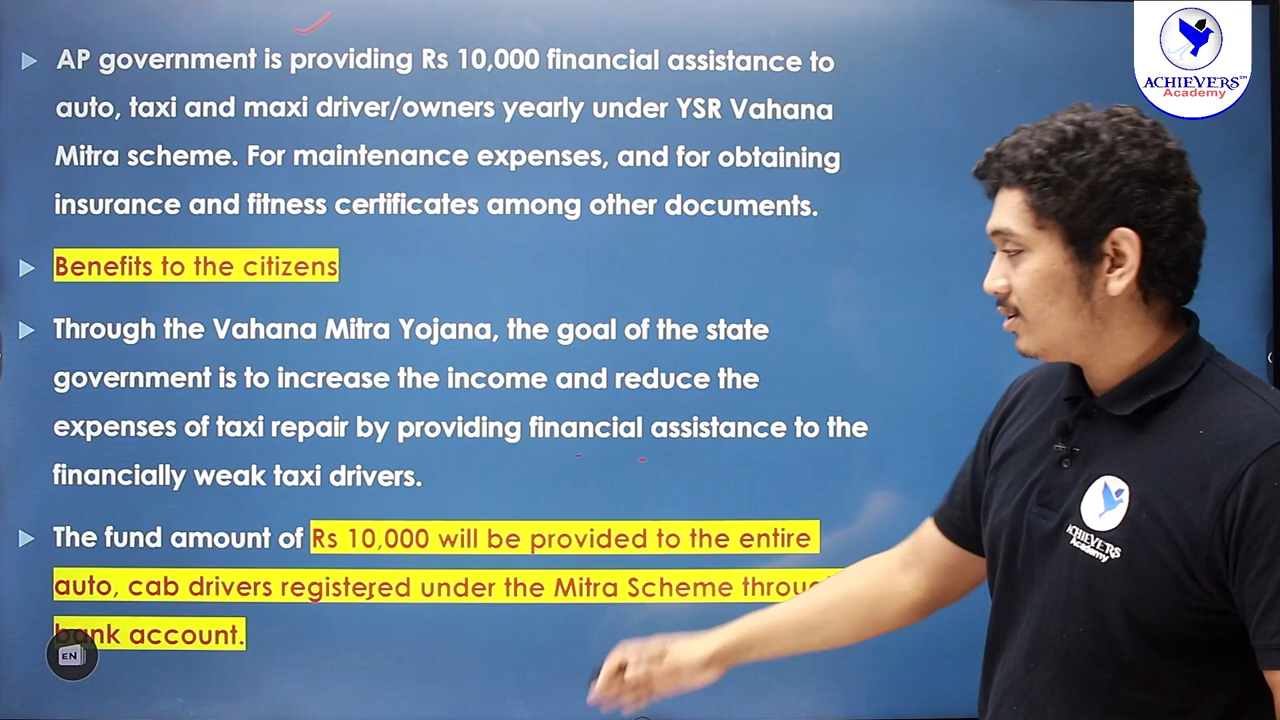 AP government is providing Rs 10,000 financial assistance to
auto, taxi and maxi driver/owners yearly under YSR Vahana
Mitra scheme. For maintenance expenses, and for obtaining
insurance and fitness certificates among other documents.
Benefits to the citizens
Through the Vahana Mitra Yojana, the goal of the state
government is to increase the income and reduce the
expenses of taxi repair by providing financial assistance to the
financially weak taxi drivers.
The fund amount of Rs 10,000 will be provided to the entire
auto, cab drivers registered under the Mitra Scheme
bank account.
EN
ACHIEVERS™
Academy
ACHIEVERS
Academy